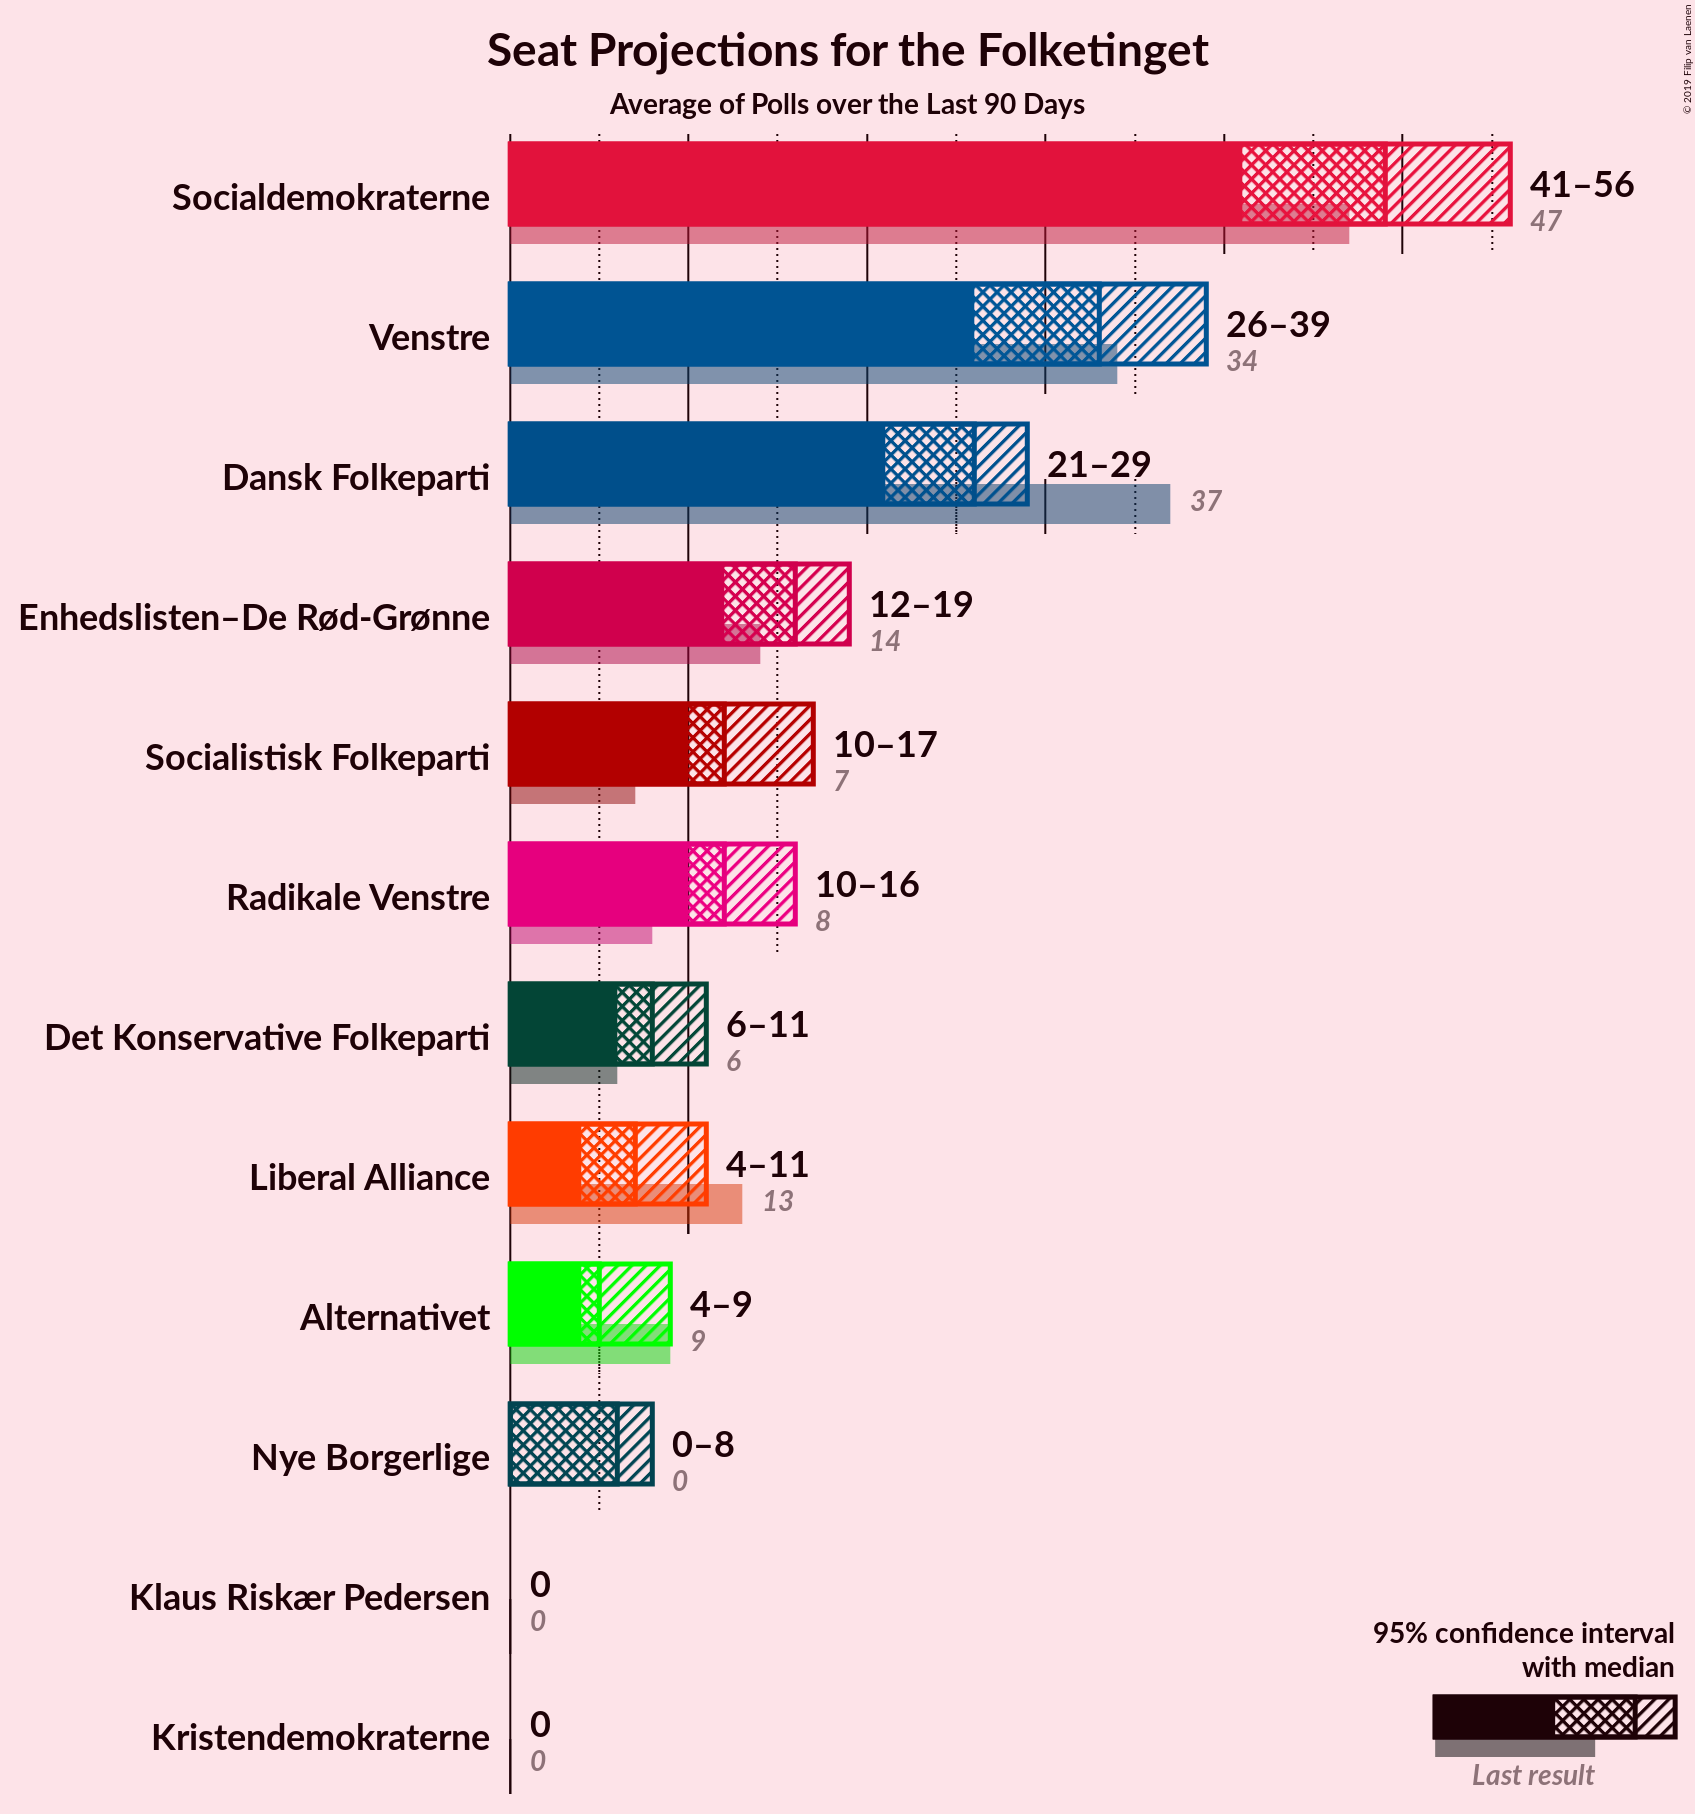 Seat Projections for the Folketinget
Average of Polls over the Last 90 Days
© 2019 Filip van Laenen
Socialdemokraterne
41–56
47
Venstre
26–39
34
Dansk Folkeparti
21–29
37
Enhedslisten–De Rød-Grønne
12–19
14
Socialistisk Folkeparti
10–17
7
Radikale Venstre
10–16
8
Det Konservative Folkeparti
6–11
6
Liberal Alliance
4–11
13
Alternativet
4–9
9
Nye Borgerlige
0–8
0
Klaus Riskær Pedersen
0
0
Kristendemokraterne
0
0
95% confidence interval
with median
Last result